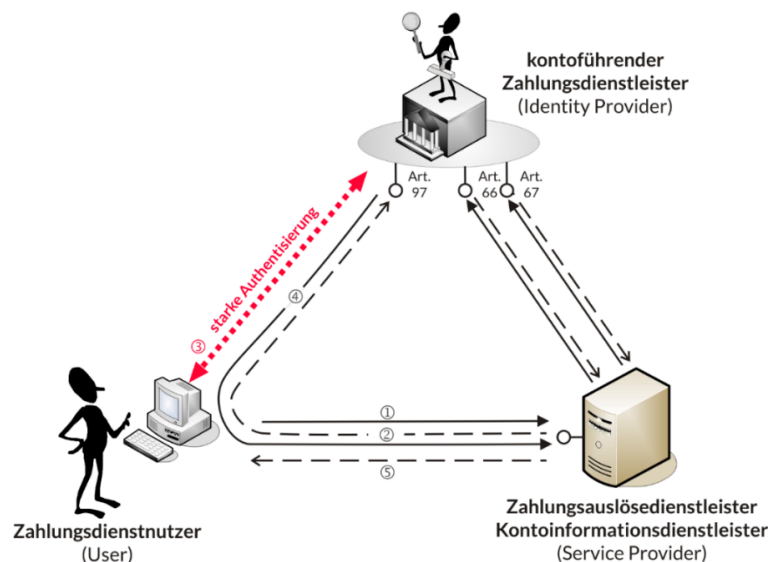 kontoführender
Zahlungsdienstleister
(Identity Provider)
Art.
97
Art.
66
Art.
67
starke Authentisierung
④
③
①
②
⑤
Zahlungsdienstnutzer
(User)
Zahlungsauslösedienstleister
Kontoinformationsdienstleister
(Service Provider)